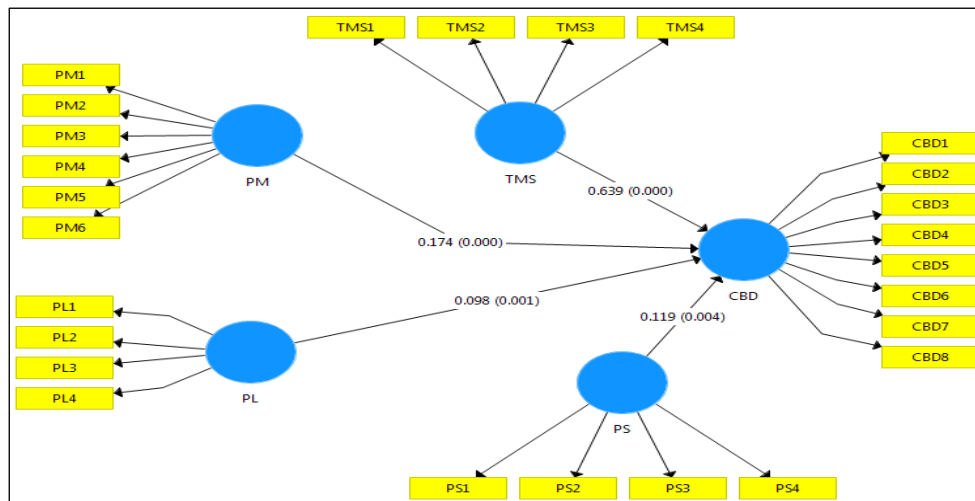 TMS1
TMS2
TMS3
TMS4
PM1
PM2
PM3
PM4
PM5
PM6
PM
TMS
CBD1
CBD2
CBD3
CBD4
CBD5
CBD6
CBD7
CBD8
0.639 (0.000)
0.174 (0.000)
CBD
PL1
PL2
PL3
PL4
0.098 (0.001)
0.119 (0.004)
PL
PS
PS1
PS2
PS3
PS4